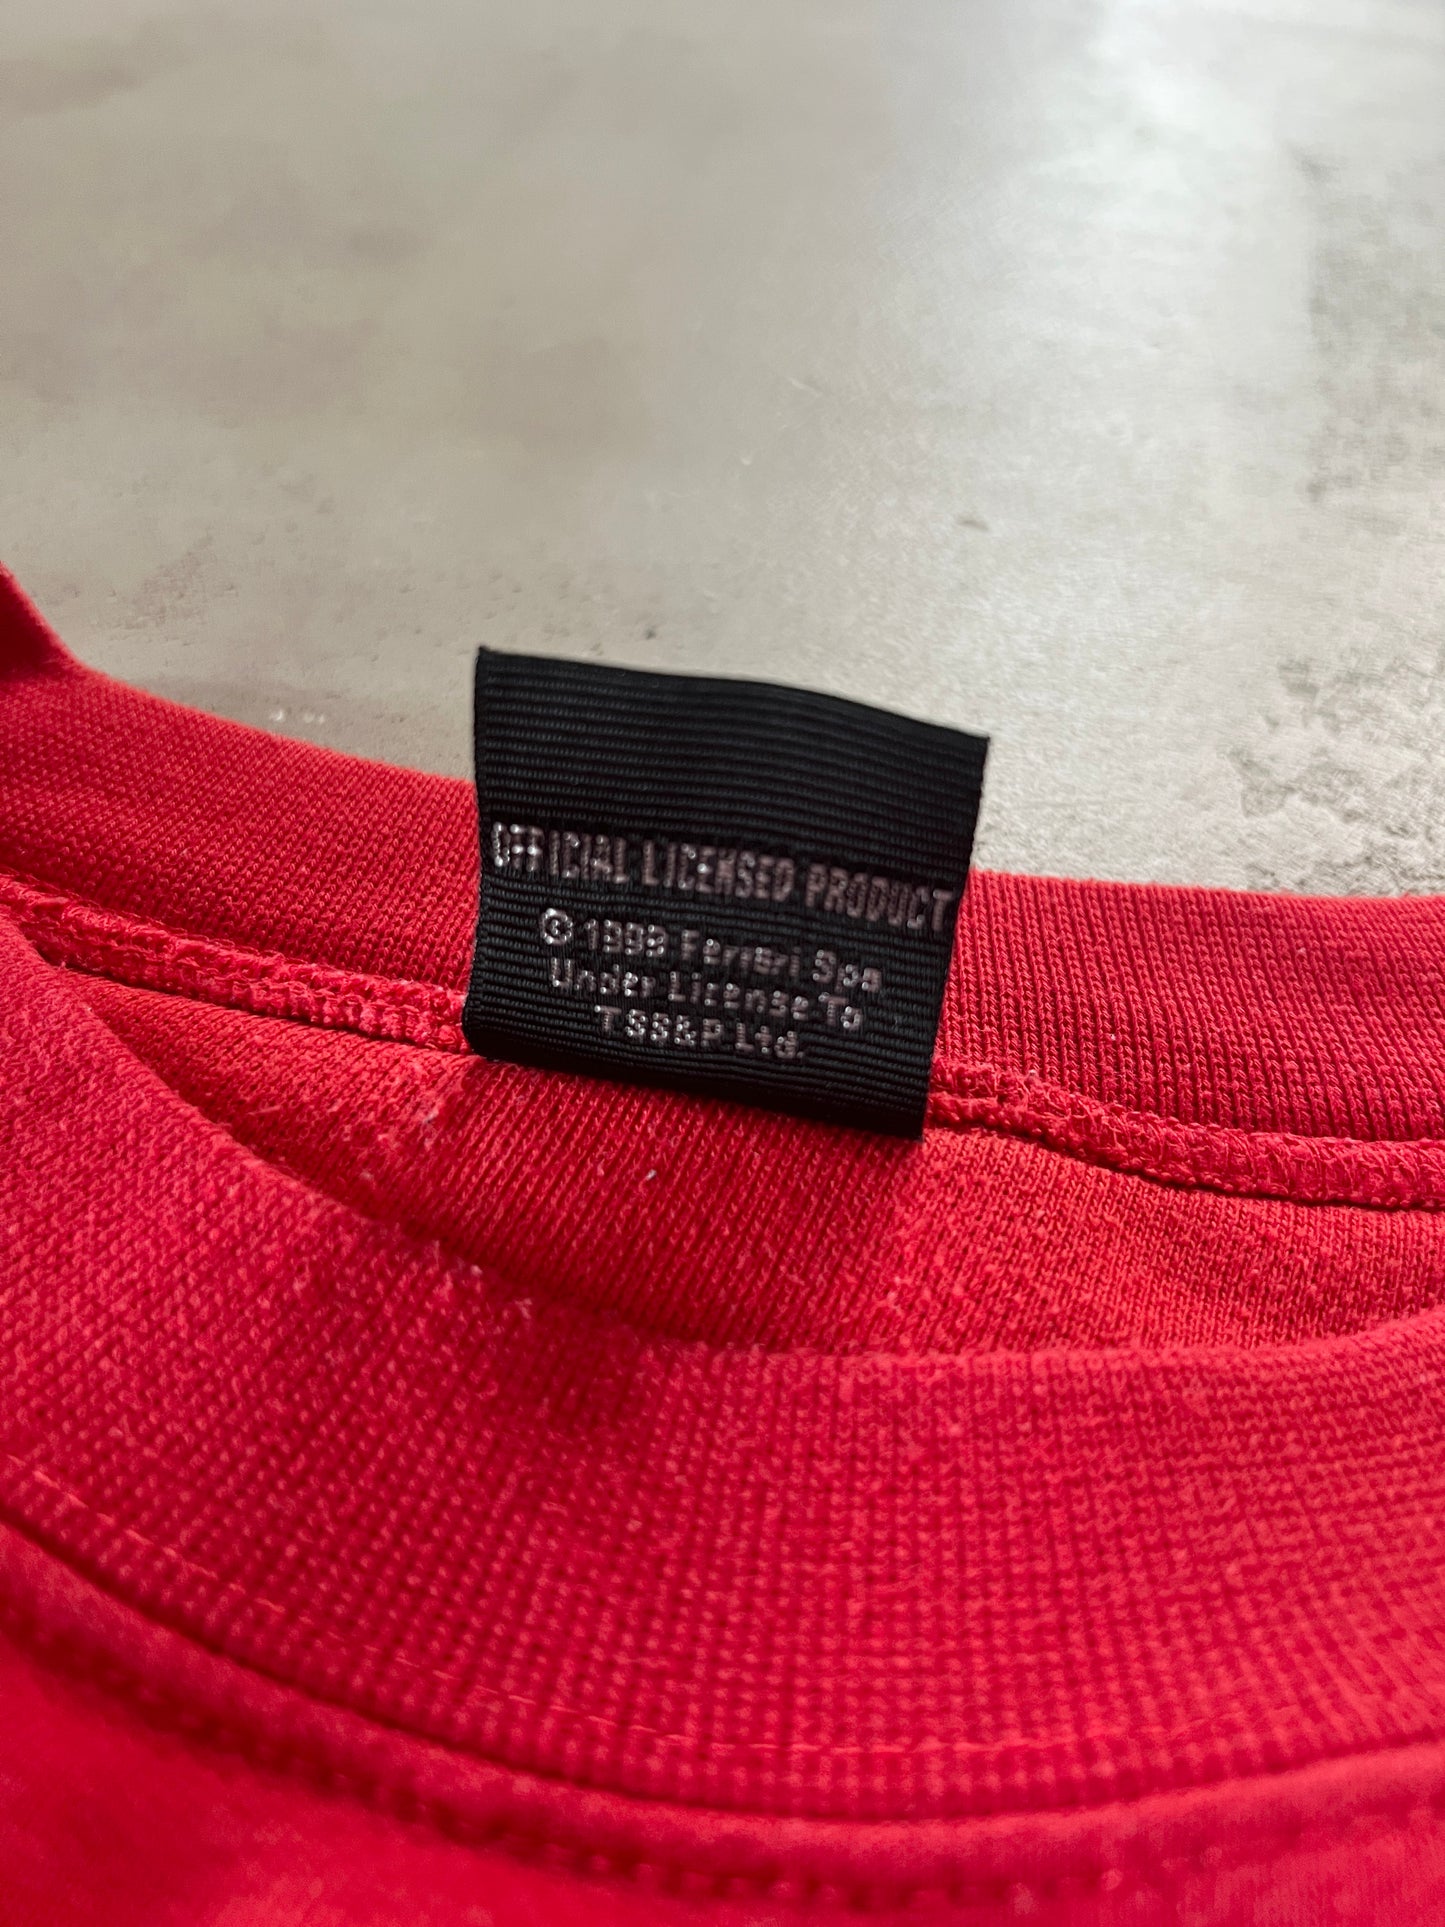 OFFICIAL LICENSED PRODUCT
© 1999 Ferrari Spa
Under License To
TSS&P Ltd.